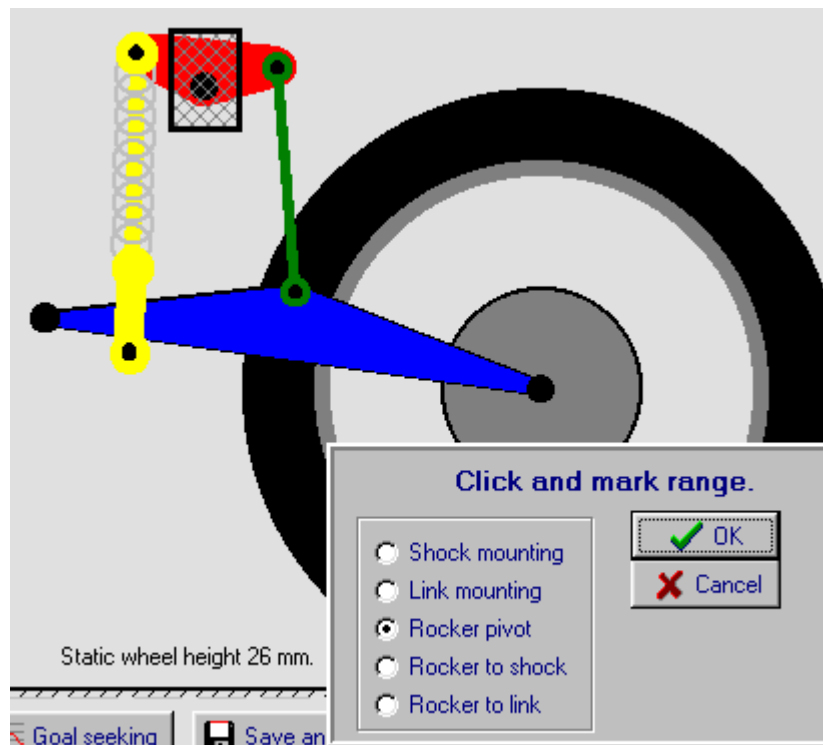 Click and mark range.
Shock mounting
Link mounting
Rocker pivot
Rocker to shock
Rocker to link
OK
Cancel
Static wheel height 26 mm.
Goal seeking
Save an